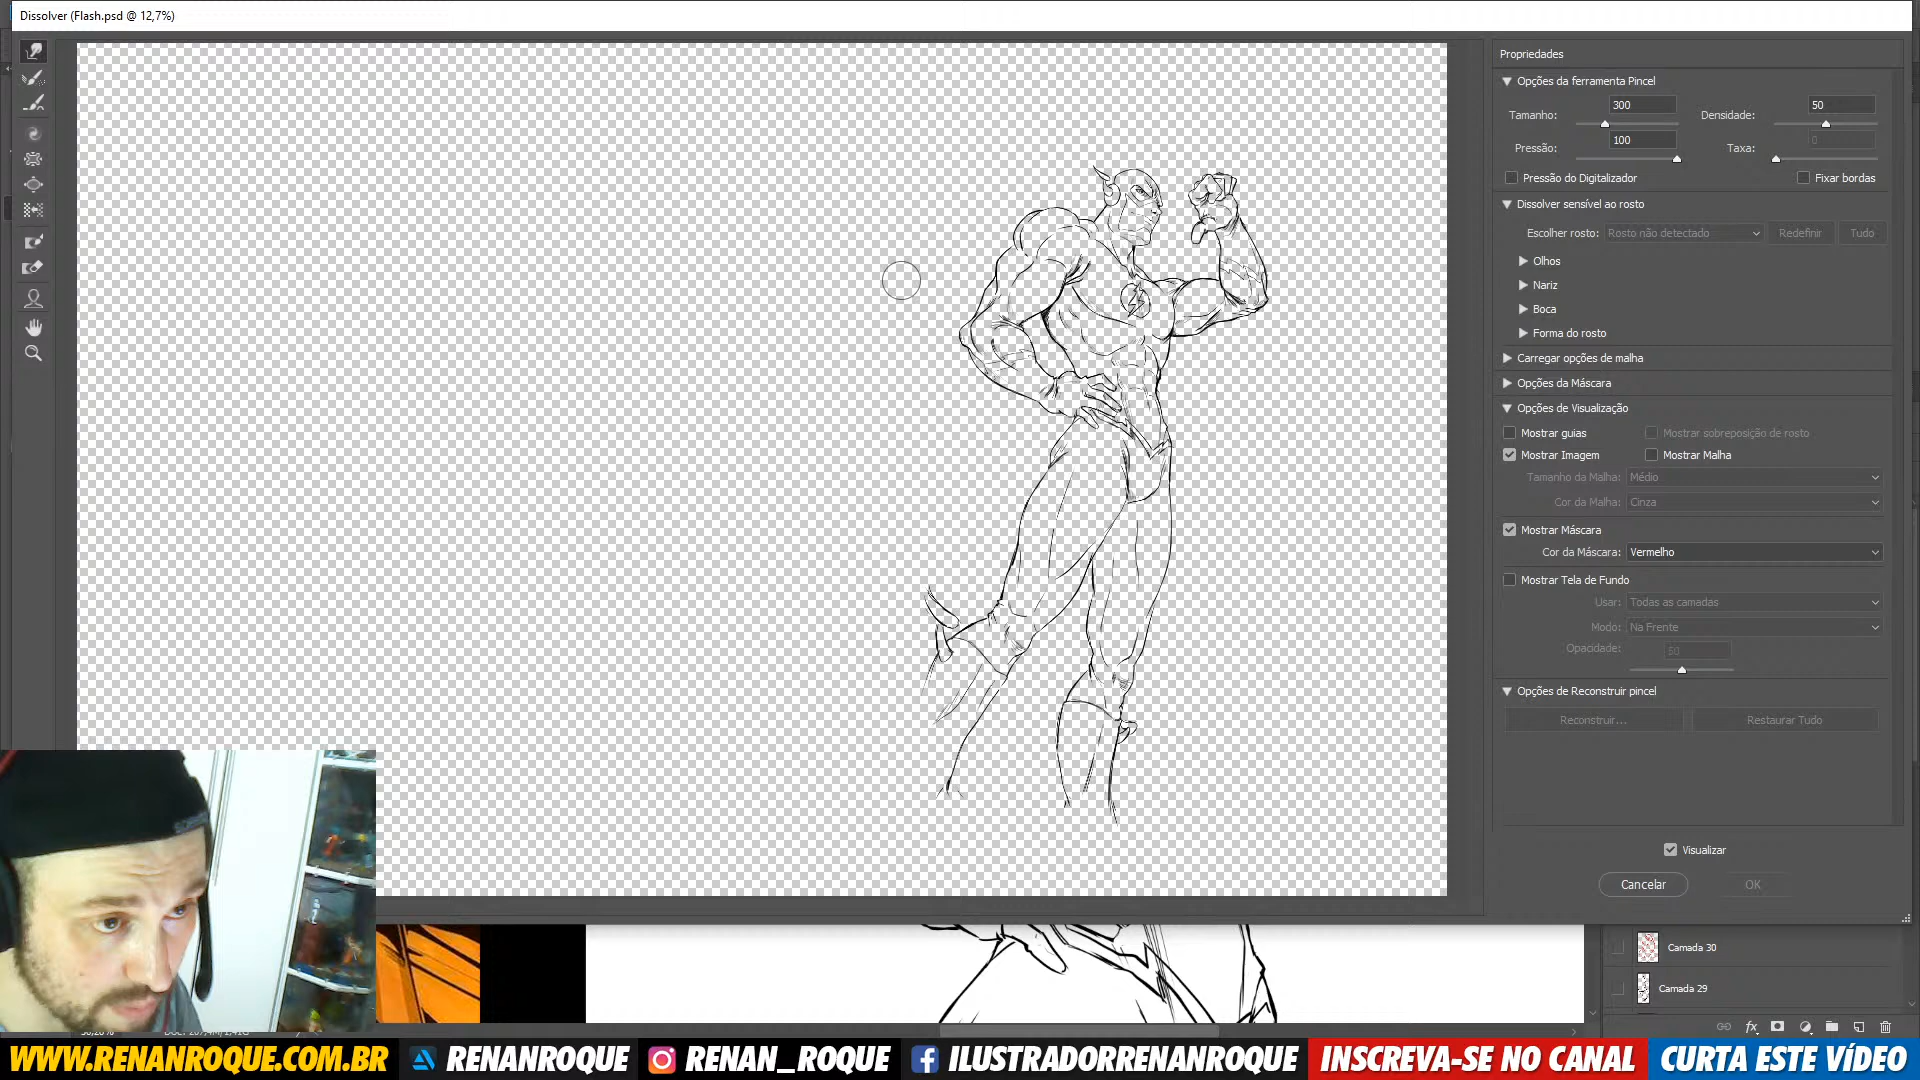 Dissolver (Flash.psd @ 12,7%)
Propriedades
Opções da ferramenta Pincel
Tamanho: 300
Densidade: 50
Pressão: 100
Taxa: 0
Pressão do Digitalizador
Fixar bordas
Dissolver sensível ao rosto
Escolher rosto: Rosto não detectado Redefinir Tudo
Olhos
Nariz
Boca
Forma do rosto
Carregar opções de malha
Opções da Máscara
Opções de Visualização
Mostrar guias
Mostrar sobreposição de rosto
Mostrar Imagem
Mostrar Malha
Tamanho da Malha: Médio
Cor da Malha: Cinza
Mostrar Máscara
Cor da Máscara: Vermelho
Mostrar Tela de Fundo
Usar: Todas as camadas
Modo: Na Frente
Opacidade: 50
Opções de Reconstruir pincel
Reconstruir... Restaurar Tudo
Visualizar
Cancelar OK
Camada 30
Camada 29
fx
WWW.RENANROQUE.COM.BR RENANROQUE RENAN_ROQUE ILUSTRADORRENANROQUE INSCREVA-SE NO CANAL CURTA ESTE VÍDEO